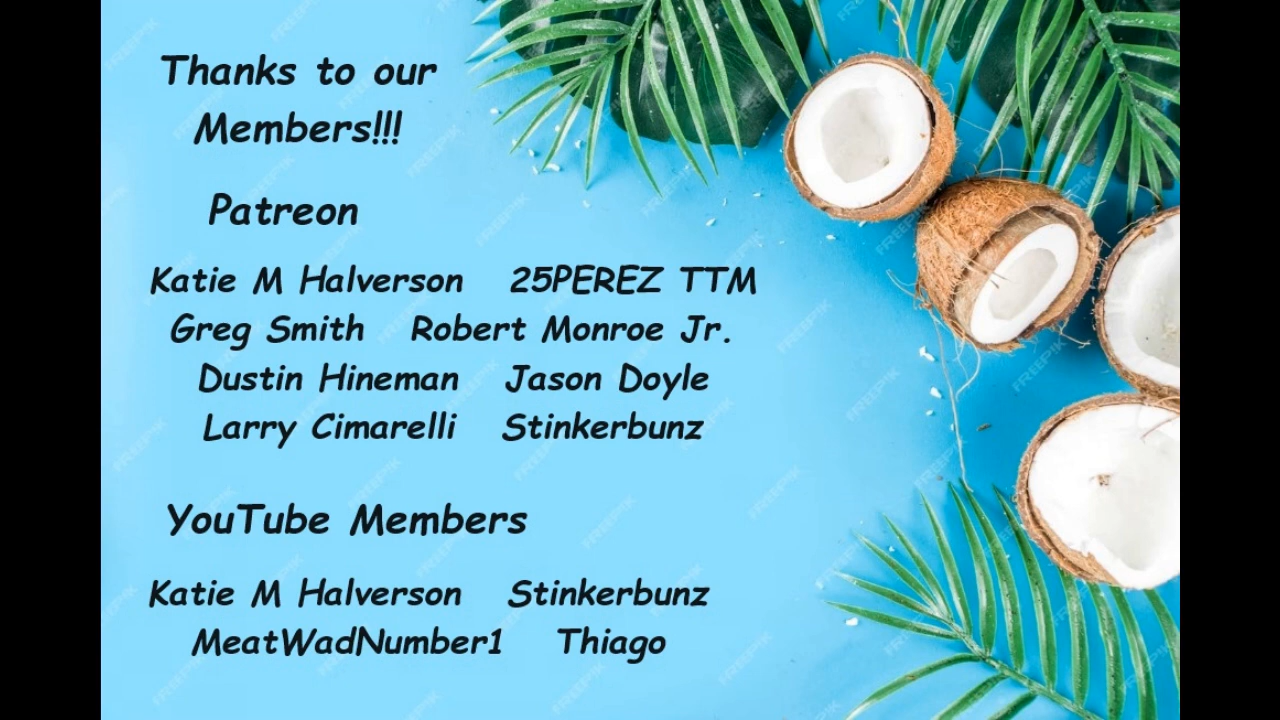 Thanks to our
Members!!!
Patreon
Katie M Halverson 25PEREZ TTM
Greg Smith Robert Monroe Jr.
Dustin Hineman Jason Doyle
Larry Cimarelli Stinkerbunz
YouTube Members
Katie M Halverson Stinkerbunz
MeatWadNumber1 Thiago
FREEPIK